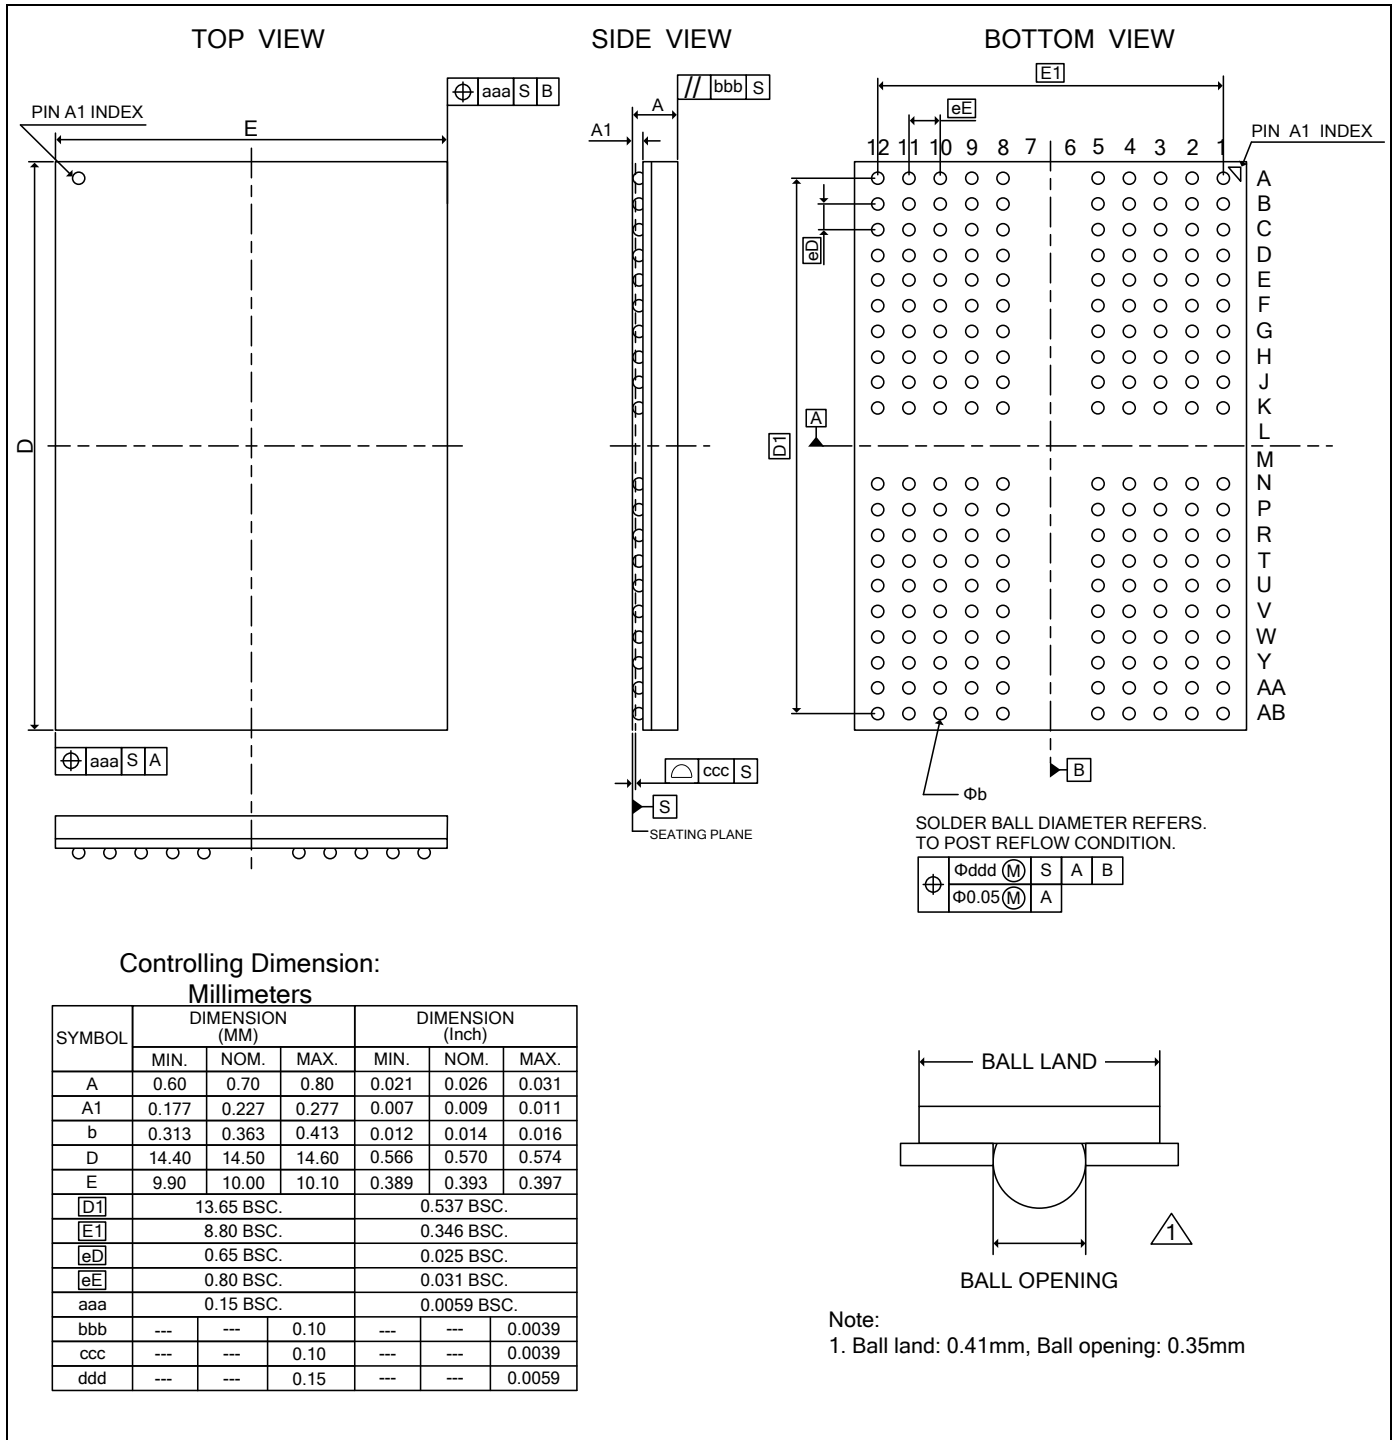 TOP VIEW
SIDE VIEW
BOTTOM VIEW
aaa S B
PIN A1 INDEX
E
D
aaa S A
// bbb S
A
A1
ccc S
S
SEATING PLANE
E1
eE
PIN A1 INDEX
12 11 10 9 8 7 6 5 4 3 2 1
A
B
C
D
E
F
G
H
J
K
L
M
N
P
R
T
U
V
W
Y
AA
AB
eD
D1
A
B
Φb
SOLDER BALL DIAMETER REFERS.
TO POST REFLOW CONDITION.
Φddd Ⓜ S A B
Φ0.05 Ⓜ A
Controlling Dimension:
Millimeters
SYMBOL DIMENSION (MM) DIMENSION (Inch)
MIN. NOM. MAX. MIN. NOM. MAX.
A 0.60 0.70 0.80 0.021 0.026 0.031
A1 0.177 0.227 0.277 0.007 0.009 0.011
b 0.313 0.363 0.413 0.012 0.014 0.016
D 14.40 14.50 14.60 0.566 0.570 0.574
E 9.90 10.00 10.10 0.389 0.393 0.397
D1 13.65 BSC. 0.537 BSC.
E1 8.80 BSC. 0.346 BSC.
eD 0.65 BSC. 0.025 BSC.
eE 0.80 BSC. 0.031 BSC.
aaa 0.15 BSC. 0.0059 BSC.
bbb --- --- 0.10 --- --- 0.0039
ccc --- --- 0.10 --- --- 0.0039
ddd --- --- 0.15 --- --- 0.0059
BALL LAND
1
BALL OPENING
Note:
1. Ball land: 0.41mm, Ball opening: 0.35mm